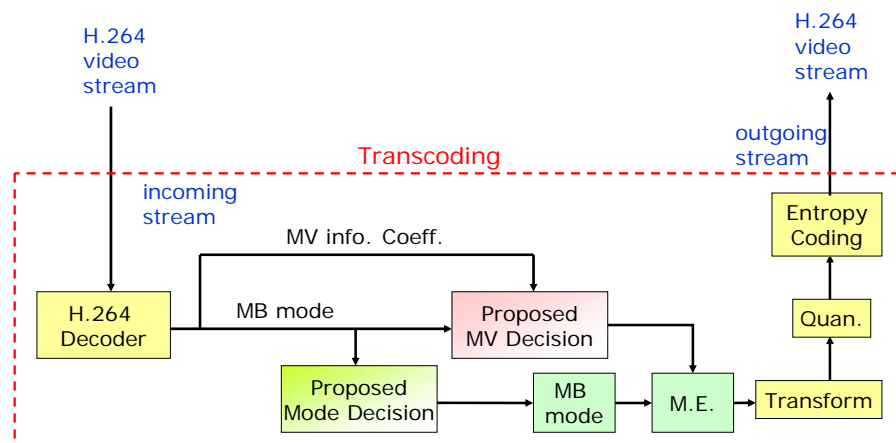 H.264
video
stream
H.264
video
stream
outgoing
stream
Transcoding
incoming
stream
Entropy
Coding
MV info. Coeff.
H.264
Decoder
MB mode
Proposed
MV Decision
Quan.
Proposed
Mode Decision
MB
mode
M.E.
Transform